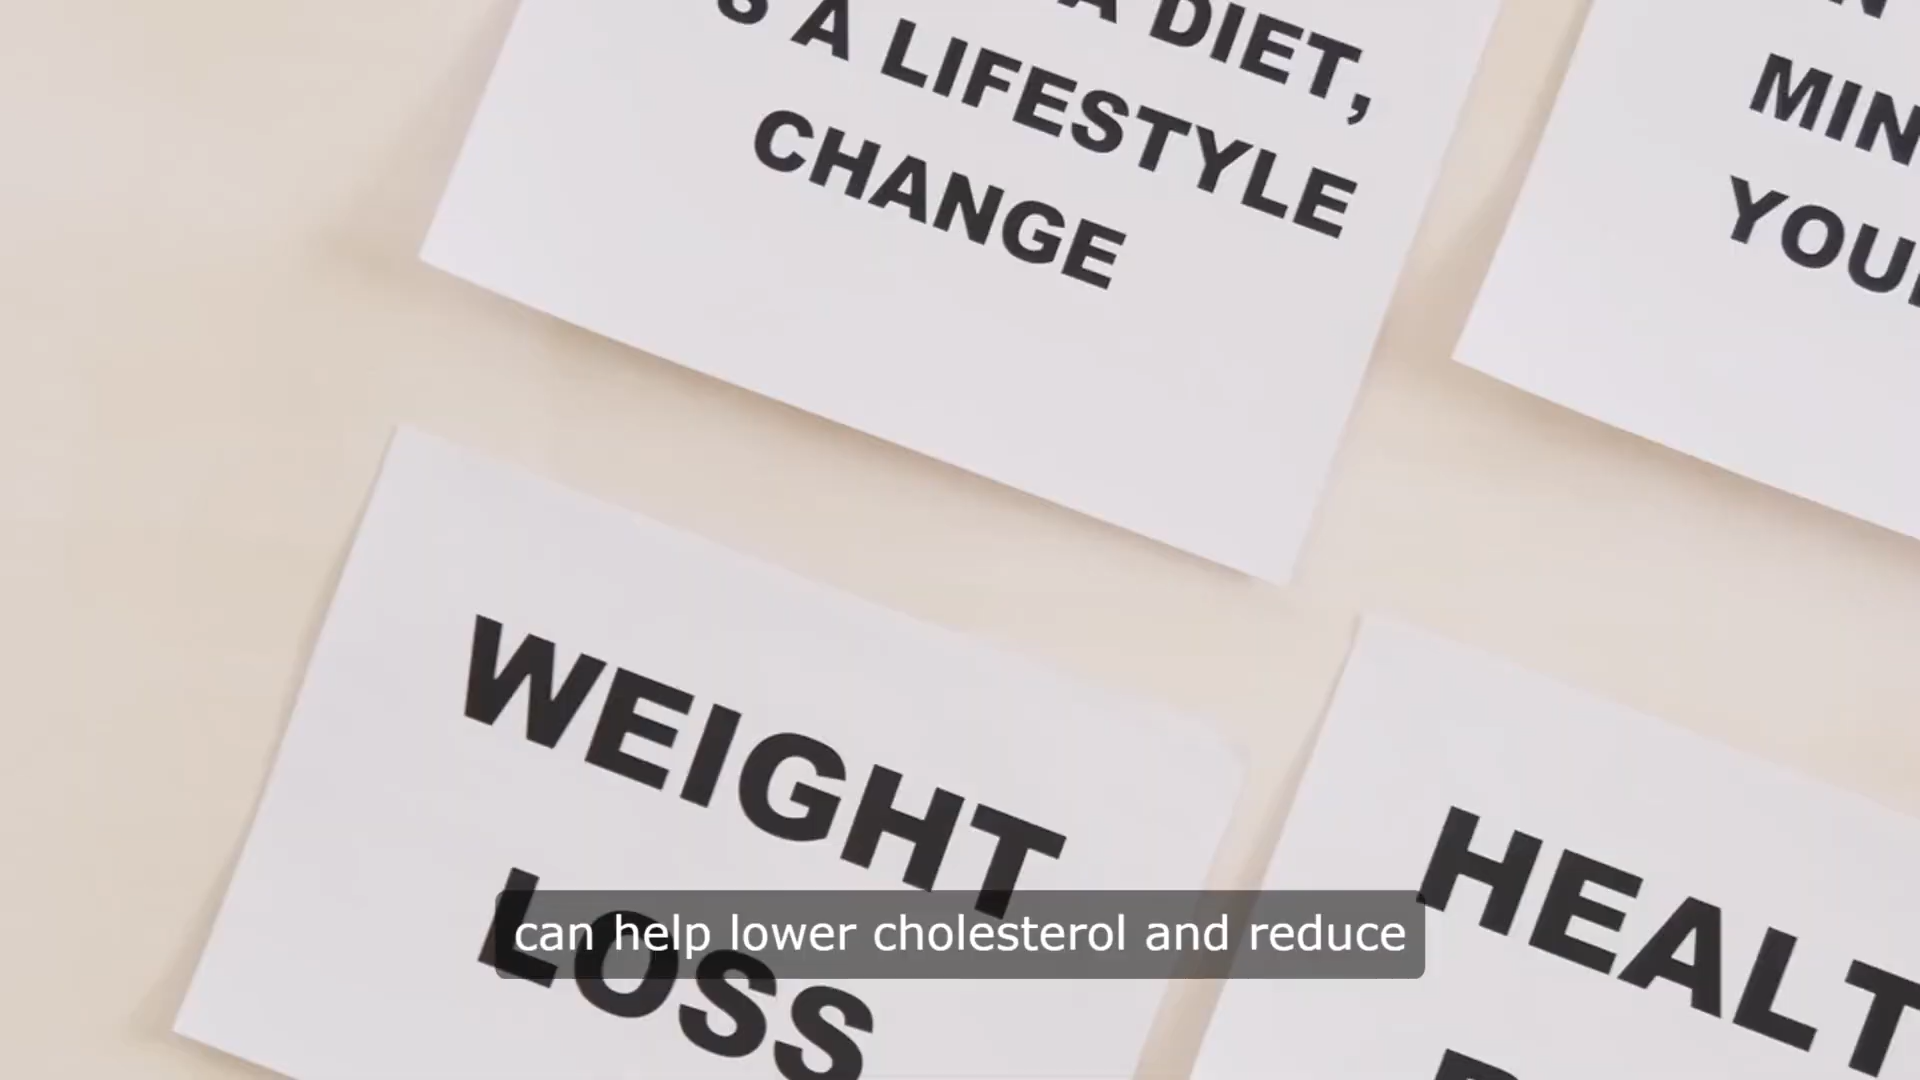 A DIET,
A LIFESTYLE
CHANGE
MIN
YOU
WEIGHT
LOSS
HEALT
can help lower cholesterol and reduce